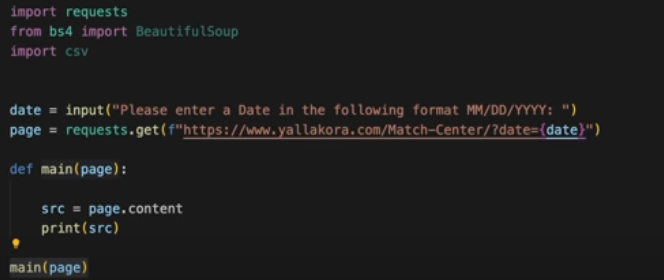 import requests
from bs4 import BeautifulSoup
import csv
date = input("Please enter a Date in the following format MM/DD/YYYY: ")
page = requests.get(f"https://www.yallakora.com/Match-Center/?date={date}")
def main(page):
    src = page.content
    print(src)
main(page)